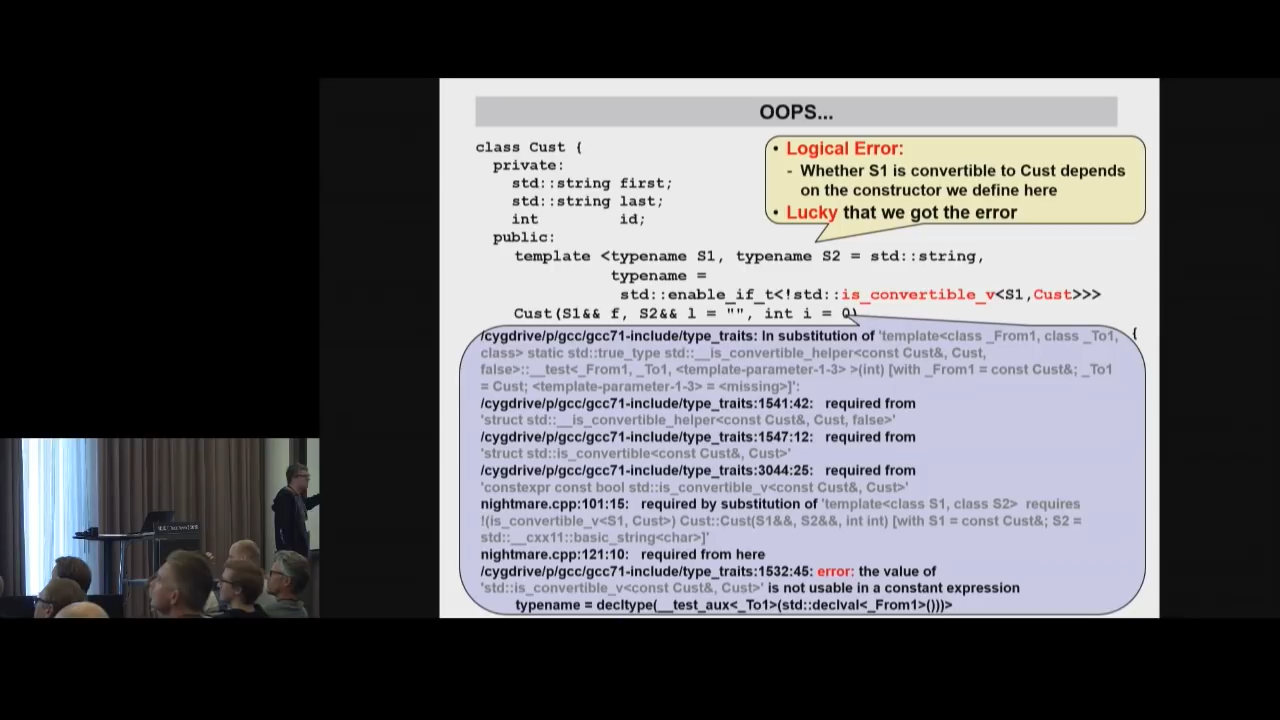 OOPS...
class Cust {
private:
std::string first;
std::string last;
int id;
public:
template <typename S1, typename S2 = std::string,
typename =
std::enable_if_t<!std::is_convertible_v<S1,Cust>>>
Cust(S1&& f, S2&& l = "", int i = 0)
{
• Logical Error:
- Whether S1 is convertible to Cust depends
on the constructor we define here
• Lucky that we got the error
/cygdrive/p/gcc/gcc71-include/type_traits: In substitution of 'template<class _From1, class _To1,
class> static std::true_type std::__is_convertible_helper<const Cust&, Cust,
false>::__test<_From1, _To1, <template-parameter-1-3> >(int) [with _From1 = const Cust&; _To1
= Cust; <template-parameter-1-3> = <missing>]':
/cygdrive/p/gcc/gcc71-include/type_traits:1541:42: required from
'struct std::__is_convertible_helper<const Cust&, Cust, false>'
/cygdrive/p/gcc/gcc71-include/type_traits:1547:12: required from
'struct std::is_convertible<const Cust&, Cust>'
/cygdrive/p/gcc/gcc71-include/type_traits:3044:25: required from
'constexpr const bool std::is_convertible_v<const Cust&, Cust>'
nightmare.cpp:101:15: required by substitution of 'template<class S1, class S2> requires
!(is_convertible_v<S1, Cust>) Cust::Cust(S1&&, S2&&, int int) [with S1 = const Cust&; S2 =
std::__cxx11::basic_string<char>]'
nightmare.cpp:121:10: required from here
/cygdrive/p/gcc/gcc71-include/type_traits:1532:45: error: the value of
'std::is_convertible_v<const Cust&, Cust>' is not usable in a constant expression
typename = decltype(__test_aux<_To1>(std::declval<_From1>()))>